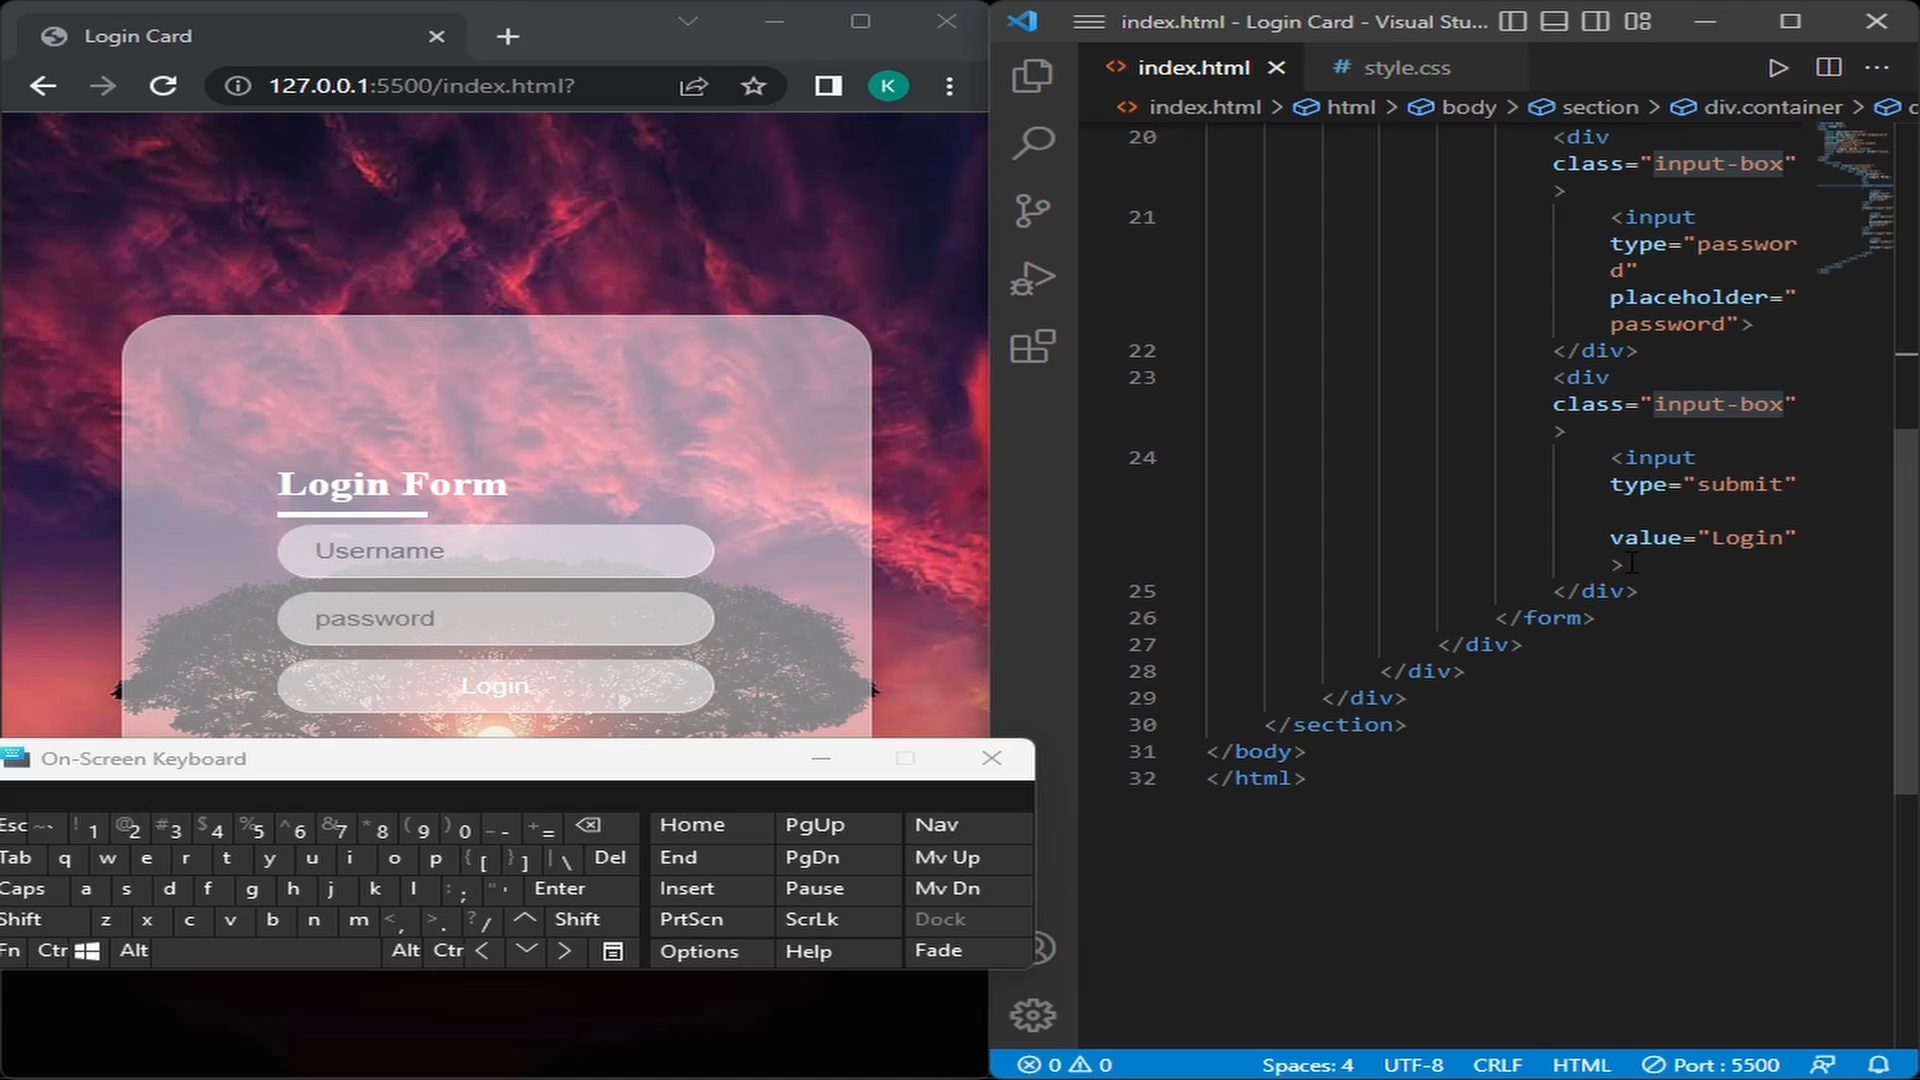 Login Card
127.0.0.1:5500/index.html?
K
Login Form
Username
password
Login
On-Screen Keyboard
Esc ~ ` ! 1 @ 2 # 3 $ 4 % 5 ^ 6 & 7 * 8 ( 9 ) 0 _ - + = Home PgUp Nav
Tab q w e r t y u i o p { [ } ] | \ Del End PgDn Mv Up
Caps a s d f g h j k l : ; " ' Enter Insert Pause Mv Dn
Shift z x c v b n m < , > . ? / Shift PrtScn ScrLk Dock
Fn Ctr Alt Alt Ctr Options Help Fade
index.html - Login Card - Visual Stu...
index.html style.css
index.html > html > body > section > div.container >
20 <div
class="input-box"
>
21 <input
type="passwor
d"
placeholder="
password">
22 </div>
23 <div
class="input-box"
>
24 <input
type="submit"
value="Login"
>
25 </div>
26 </form>
27 </div>
28 </div>
29 </div>
30 </section>
31 </body>
32 </html>
0 0 Spaces: 4 UTF-8 CRLF HTML Port : 5500